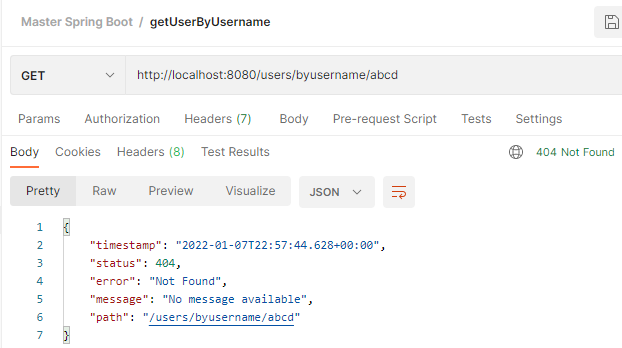 Master Spring Boot / getUserByUsername
GET http://localhost:8080/users/byusername/abcd
Params Authorization Headers (7) Body Pre-request Script Tests Settings
Body Cookies Headers (8) Test Results 404 Not Found
Pretty Raw Preview Visualize JSON
1 {
2 "timestamp": "2022-01-07T22:57:44.628+00:00",
3 "status": 404,
4 "error": "Not Found",
5 "message": "No message available",
6 "path": "/users/byusername/abcd"
7 }